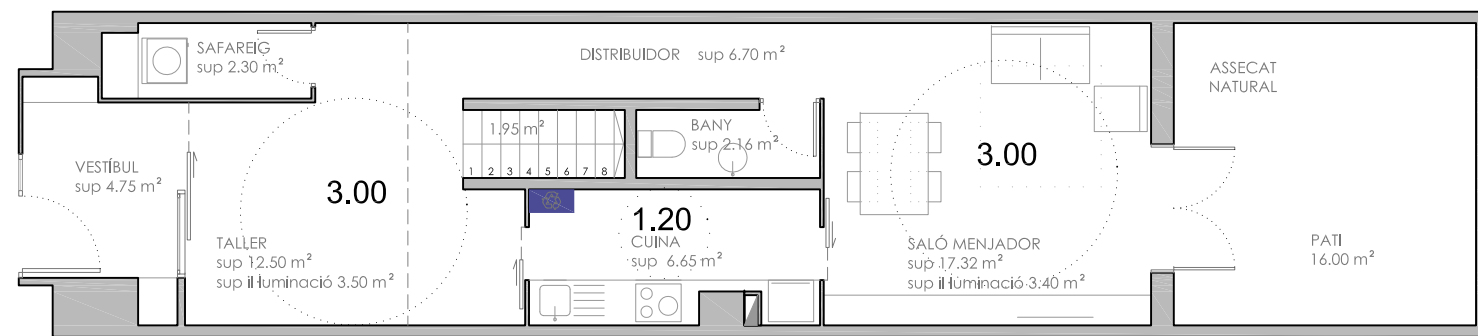 SAFAREIG
sup 2.30 m²
DISTRIBUIDOR sup 6.70 m²
ASSECAT
NATURAL
1.95 m²
1 2 3 4 5 6 7 8
BANY
sup 2.16 m²
VESTÍBUL
sup 4.75 m²
3.00
3.00
1.20
TALLER
sup 12.50 m²
sup il·luminació 3.50 m²
CUINA
sup 6.65 m²
SALÓ MENJADOR
sup 17.32 m²
sup il·luminació 3.40 m²
PATI
16.00 m²